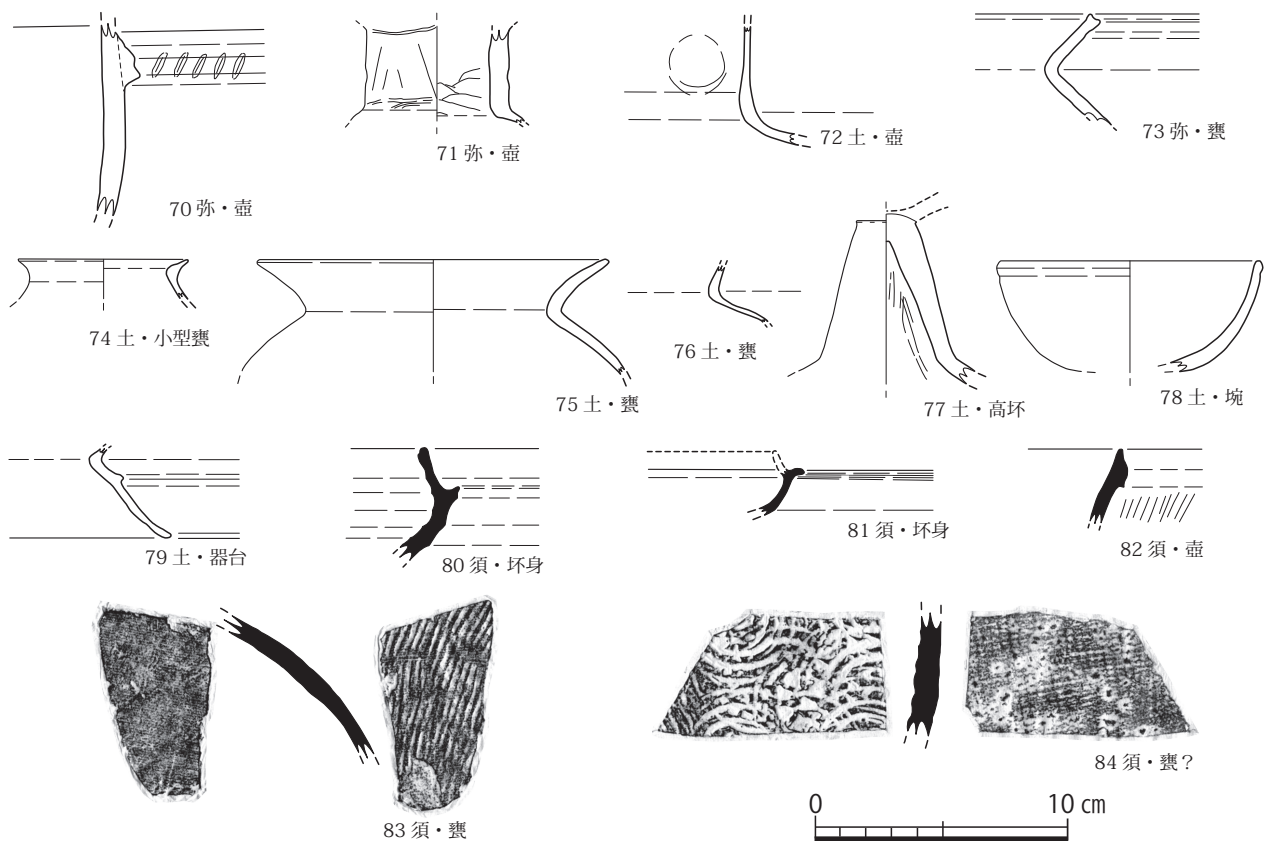 70 弥・壺
71 弥・壺
72 土・壺
73 弥・甕
74 土・小型甕
75 土・甕
76 土・甕
77 土・高坏
78 土・埦
79 土・器台
80 須・坏身
81 須・坏身
82 須・壺
83 須・甕
84 須・甕?
0 10 cm